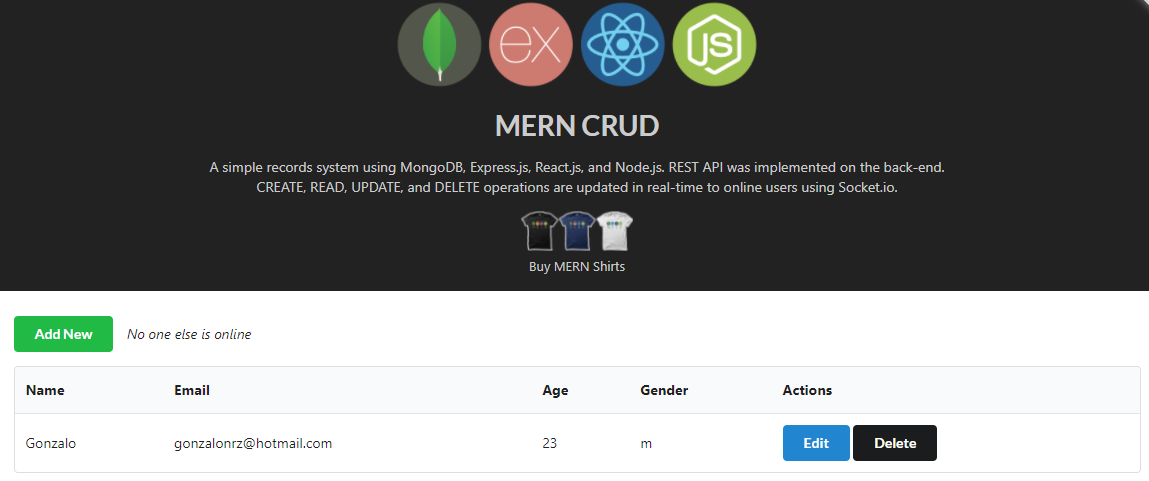 ex
JS
MERN CRUD
A simple records system using MongoDB, Express.js, React.js, and Node.js. REST API was implemented on the back-end.
CREATE, READ, UPDATE, and DELETE operations are updated in real-time to online users using Socket.io.
Buy MERN Shirts
Add New No one else is online
Name Email Age Gender Actions
Gonzalo gonzalonrz@hotmail.com 23 m Edit Delete